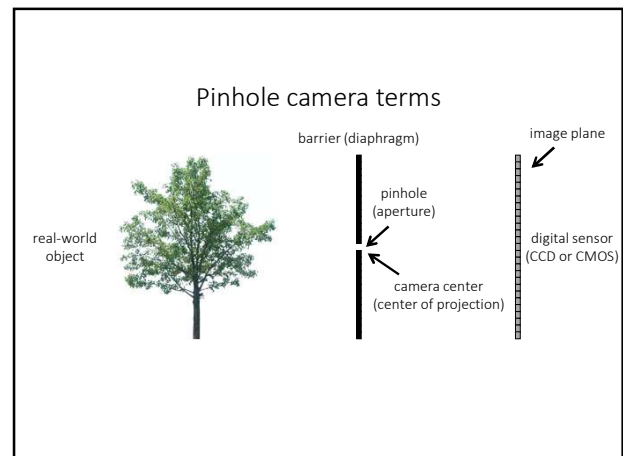 Pinhole camera terms
barrier (diaphragm)
image plane
pinhole
(aperture)
real-world
object
digital sensor
(CCD or CMOS)
camera center
(center of projection)